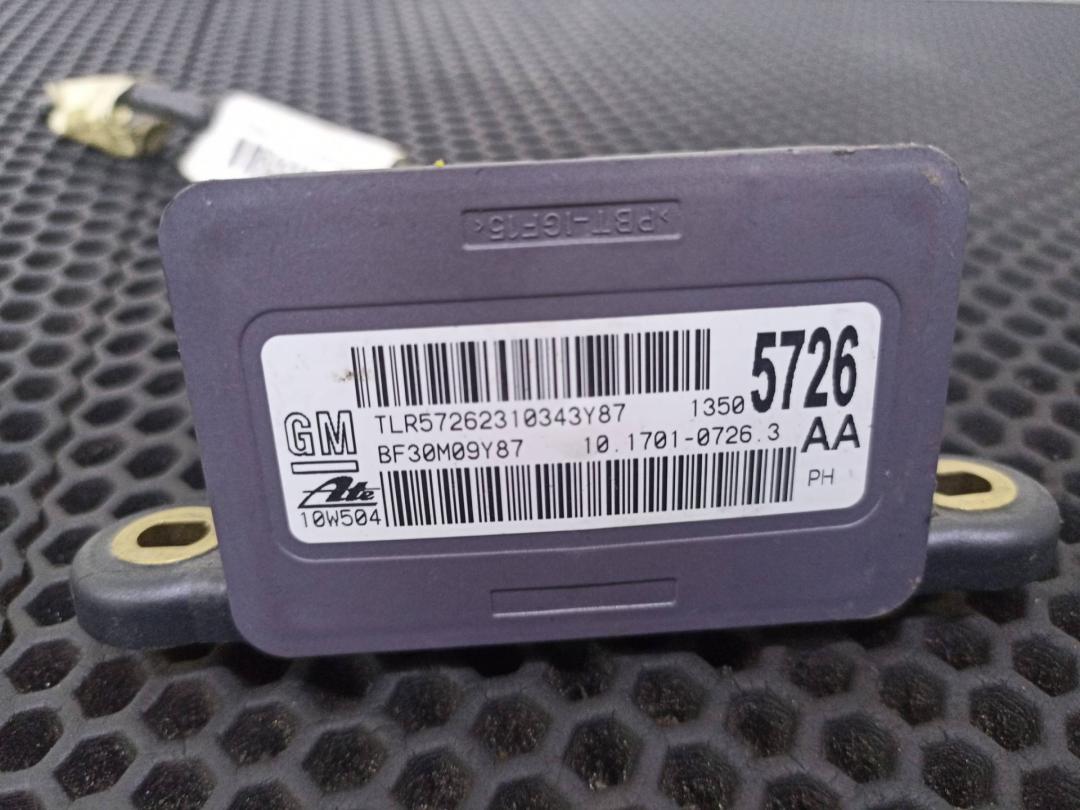 >PBT-IGF15<
5726
1350
TLR57262310343Y87
GM
BF30M09Y87 10.1701-0726.3 AA
Ate
PH
10W504